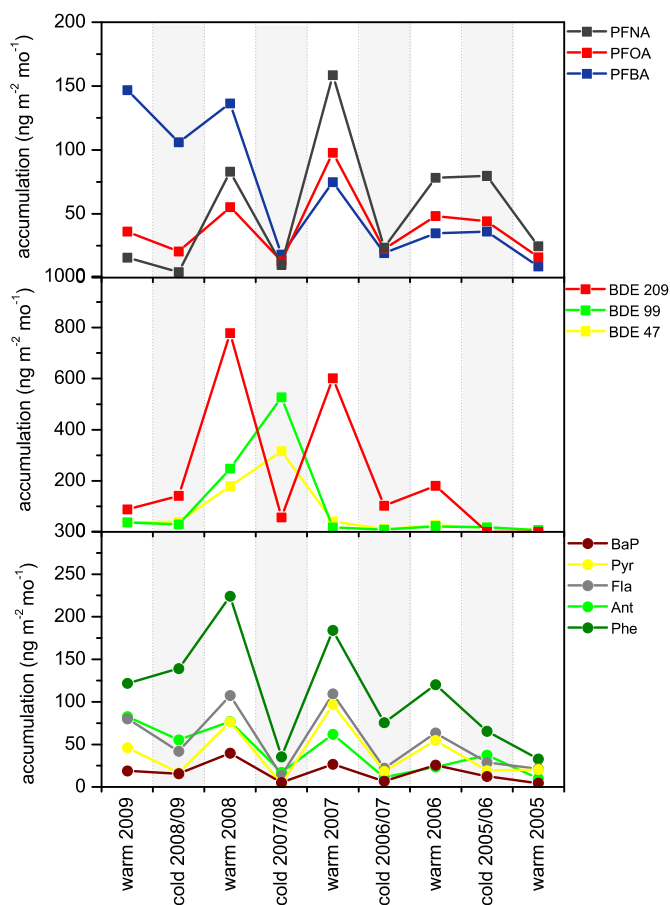 200
150
100
50
0
accumulation (ng m-2 mo-1)
PFNA
PFOA
PFBA
1000
800
600
400
200
accumulation (ng m-2 mo-1)
BDE 209
BDE 99
BDE 47
300
250
200
150
100
50
0
accumulation (ng m-2 mo-1)
BaP
Pyr
Fla
Ant
Phe
warm 2009
cold 2008/09
warm 2008
cold 2007/08
warm 2007
cold 2006/07
warm 2006
cold 2005/06
warm 2005